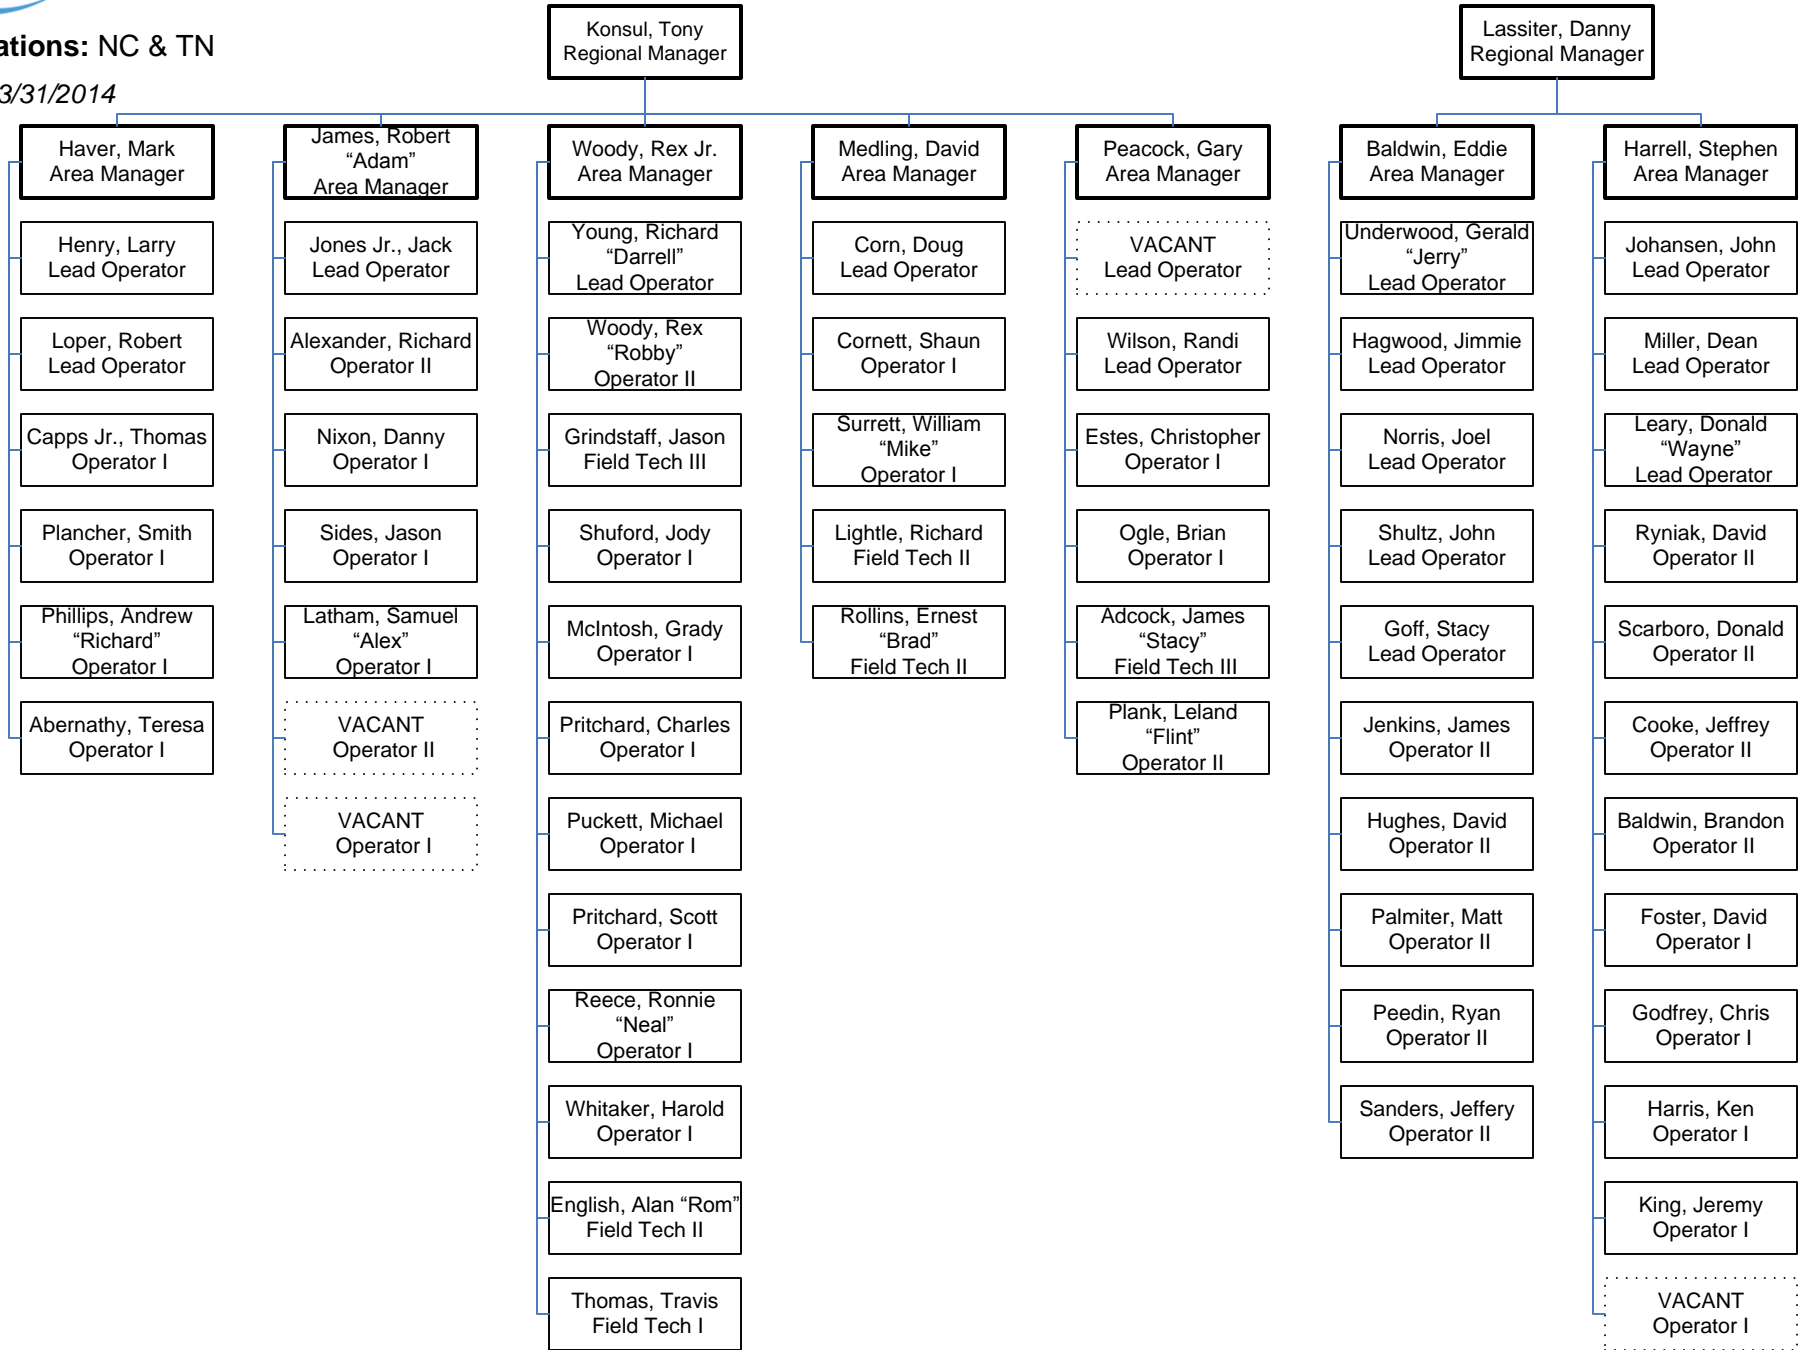 Konsul, Tony
Regional Manager
Lassiter, Danny
Regional Manager
NC & TN
3/31/2014
Haver, Mark
Area Manager
Henry, Larry
Lead Operator
Loper, Robert
Lead Operator
Capps Jr., Thomas
Operator I
Plancher, Smith
Operator I
Phillips, Andrew
“Richard”
Operator I
Abernathy, Teresa
Operator I
James, Robert
“Adam”
Area Manager
Jones Jr., Jack
Lead Operator
Alexander, Richard
Operator II
Nixon, Danny
Operator I
Sides, Jason
Operator I
Latham, Samuel
“Alex”
Operator I
VACANT
Operator II
VACANT
Operator I
Woody, Rex Jr.
Area Manager
Young, Richard
“Darrell”
Lead Operator
Woody, Rex
“Robby”
Operator II
Grindstaff, Jason
Field Tech III
Shuford, Jody
Operator I
McIntosh, Grady
Operator I
Pritchard, Charles
Operator I
Puckett, Michael
Operator I
Pritchard, Scott
Operator I
Reece, Ronnie
“Neal”
Operator I
Whitaker, Harold
Operator I
English, Alan “Rom”
Field Tech II
Thomas, Travis
Field Tech I
Medling, David
Area Manager
Corn, Doug
Lead Operator
Cornett, Shaun
Operator I
Surrett, William
“Mike”
Operator I
Lightle, Richard
Field Tech II
Rollins, Ernest
“Brad”
Field Tech II
Peacock, Gary
Area Manager
VACANT
Lead Operator
Wilson, Randi
Lead Operator
Estes, Christopher
Operator I
Ogle, Brian
Operator I
Adcock, James
“Stacy”
Field Tech III
Plank, Leland
“Flint”
Operator II
Baldwin, Eddie
Area Manager
Underwood, Gerald
“Jerry”
Lead Operator
Hagwood, Jimmie
Lead Operator
Norris, Joel
Lead Operator
Shultz, John
Lead Operator
Goff, Stacy
Lead Operator
Jenkins, James
Operator II
Hughes, David
Operator II
Palmiter, Matt
Operator II
Peedin, Ryan
Operator II
Sanders, Jeffery
Operator II
Harrell, Stephen
Area Manager
Johansen, John
Lead Operator
Miller, Dean
Lead Operator
Leary, Donald
“Wayne”
Lead Operator
Ryniak, David
Operator II
Scarboro, Donald
Operator II
Cooke, Jeffrey
Operator II
Baldwin, Brandon
Operator II
Foster, David
Operator I
Godfrey, Chris
Operator I
Harris, Ken
Operator I
King, Jeremy
Operator I
VACANT
Operator I